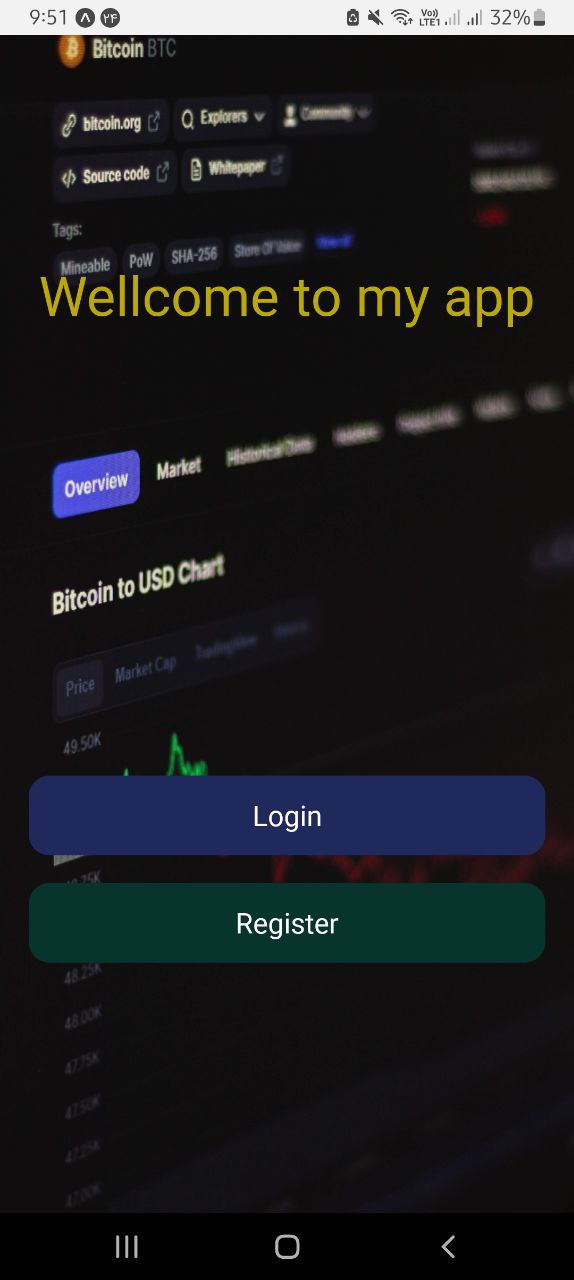 9:51 ۲۴ Vo)) LTE1 32%
Bitcoin BTC
bitcoin.org Explorers Community
Source code Whitepaper
Tags:
Mineable PoW SHA-256 Store Of Value
Wellcome to my app
Overview Market Historical Data
Bitcoin to USD Chart
Price Market Cap TradingView
49.50K
Login
Register
48.25K
48.00K
47.75K
47.50K
47.25K
47.00K